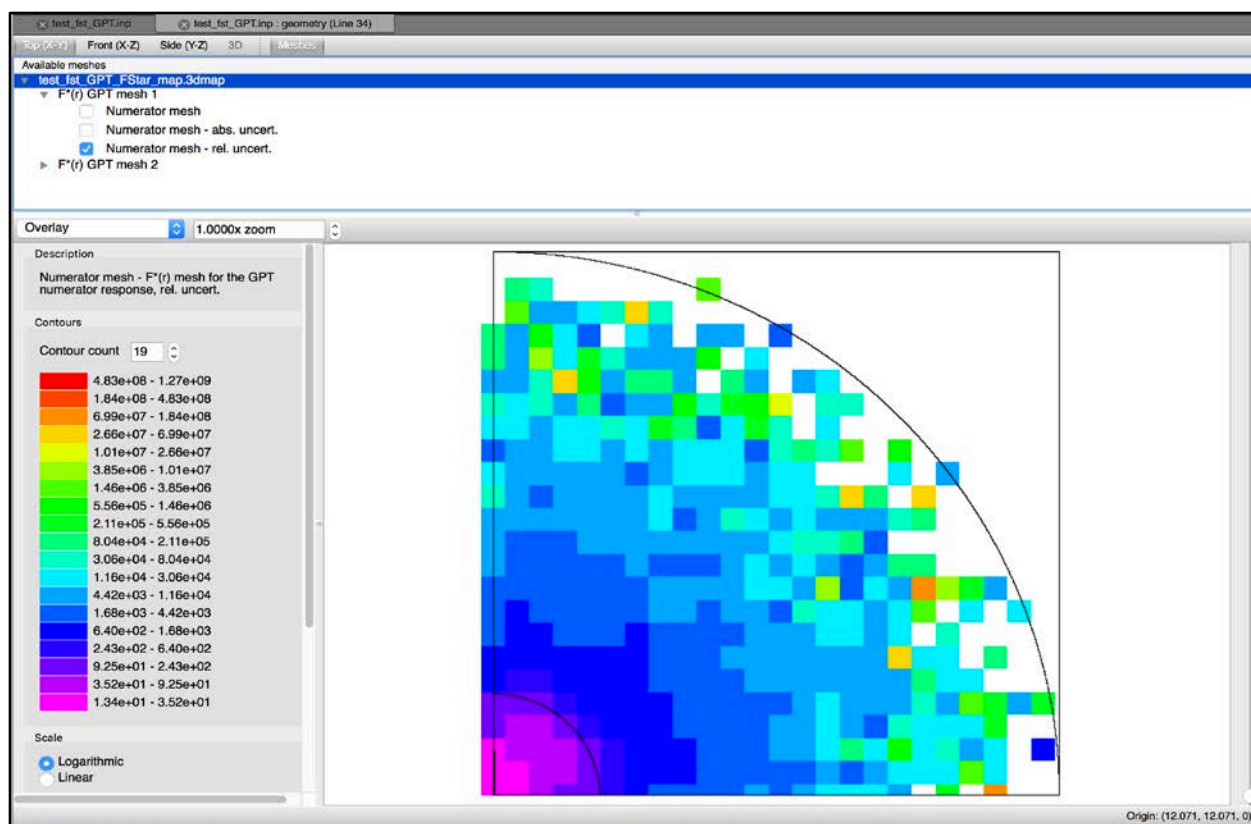 test_fst_GPT.inp test_fst_GPT.inp : geometry (Line 34)
Top (X-Y) Front (X-Z) Side (Y-Z) 3D Meshes
Available meshes
test_fst_GPT_FStar_map.3dmap
F*(r) GPT mesh 1
Numerator mesh
Numerator mesh - abs. uncert.
Numerator mesh - rel. uncert.
F*(r) GPT mesh 2
Overlay 1.0000x zoom
Description
Numerator mesh - F*(r) mesh for the GPT
numerator response, rel. uncert.
Contours
Contour count 19
4.83e+08 - 1.27e+09
1.84e+08 - 4.83e+08
6.99e+07 - 1.84e+08
2.66e+07 - 6.99e+07
1.01e+07 - 2.66e+07
3.85e+06 - 1.01e+07
1.46e+06 - 3.85e+06
5.56e+05 - 1.46e+06
2.11e+05 - 5.56e+05
8.04e+04 - 2.11e+05
3.06e+04 - 8.04e+04
1.16e+04 - 3.06e+04
4.42e+03 - 1.16e+04
1.68e+03 - 4.42e+03
6.40e+02 - 1.68e+03
2.43e+02 - 6.40e+02
9.25e+01 - 2.43e+02
3.52e+01 - 9.25e+01
1.34e+01 - 3.52e+01
Scale
Logarithmic
Linear
Origin: (12.071, 12.071, 0)